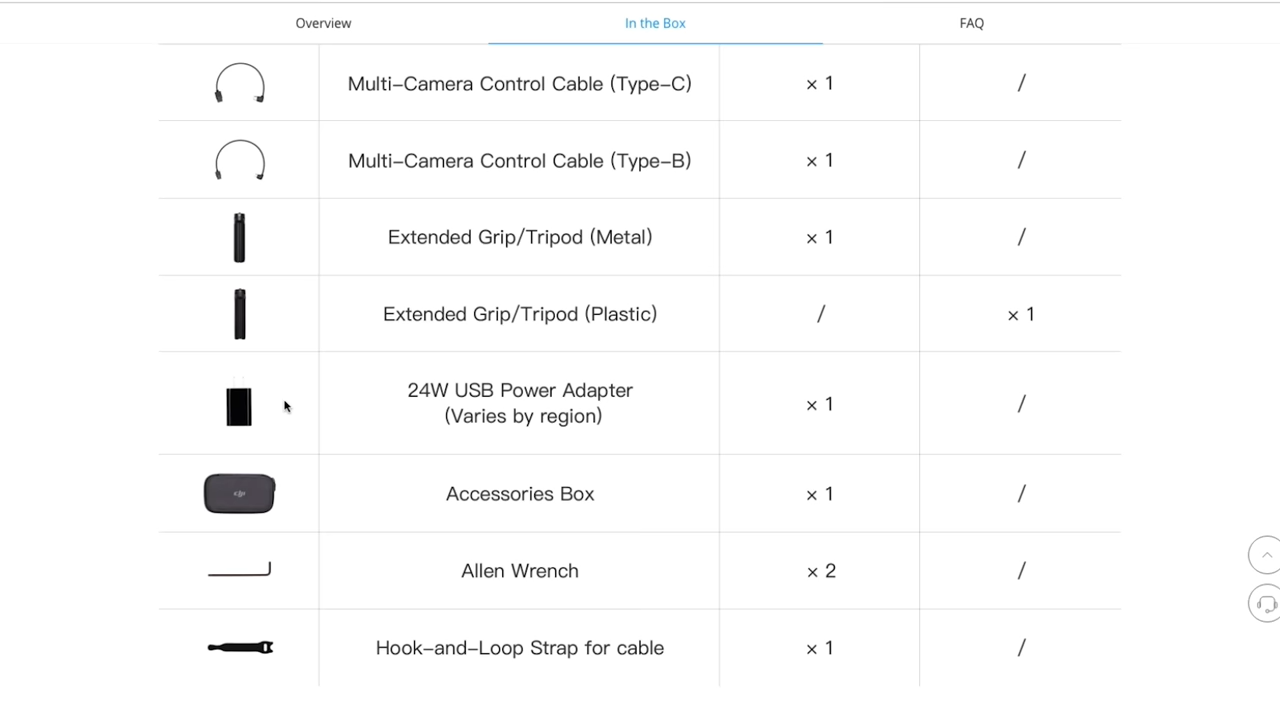 Overview In the Box FAQ
Multi–Camera Control Cable (Type–C) × 1 /
Multi–Camera Control Cable (Type–B) × 1 /
Extended Grip/Tripod (Metal) × 1 /
Extended Grip/Tripod (Plastic) / × 1
24W USB Power Adapter
(Varies by region) × 1 /
dji
Accessories Box × 1 /
Allen Wrench × 2 /
Hook–and–Loop Strap for cable × 1 /